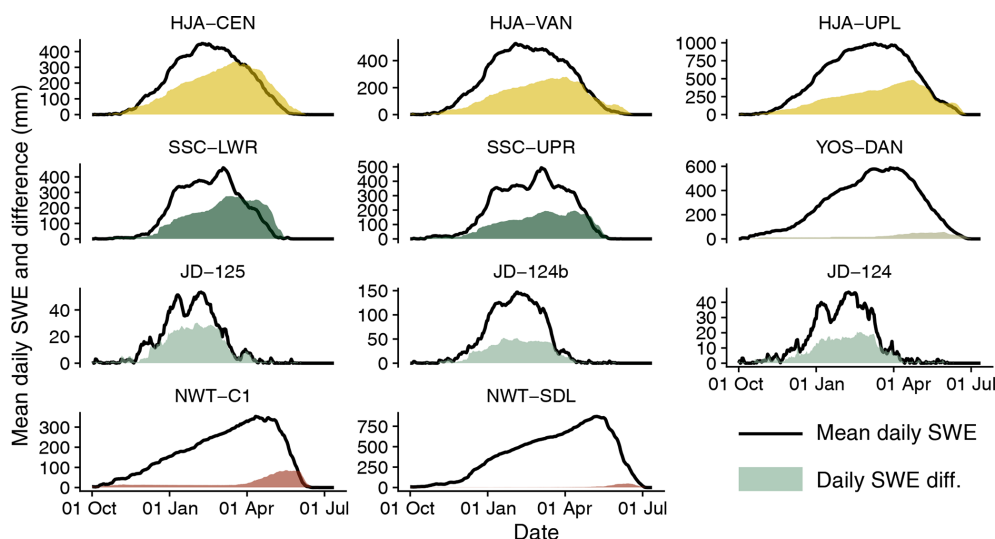 HJA−CEN
HJA−VAN
HJA−UPL
400
300
200
100
0
400
200
0
1000
750
500
250
0
SSC−LWR
SSC−UPR
YOS−DAN
400
300
200
100
0
500
400
300
200
100
0
600
400
200
0
JD−125
JD−124b
JD−124
40
20
0
150
100
50
0
40
30
20
10
0
01 Oct 01 Jan 01 Apr 01 Jul
NWT−C1
NWT−SDL
300
200
100
0
750
500
250
0
01 Oct 01 Jan 01 Apr 01 Jul
01 Oct 01 Jan 01 Apr 01 Jul
Mean daily SWE and difference (mm)
Date
Mean daily SWE
Daily SWE diff.